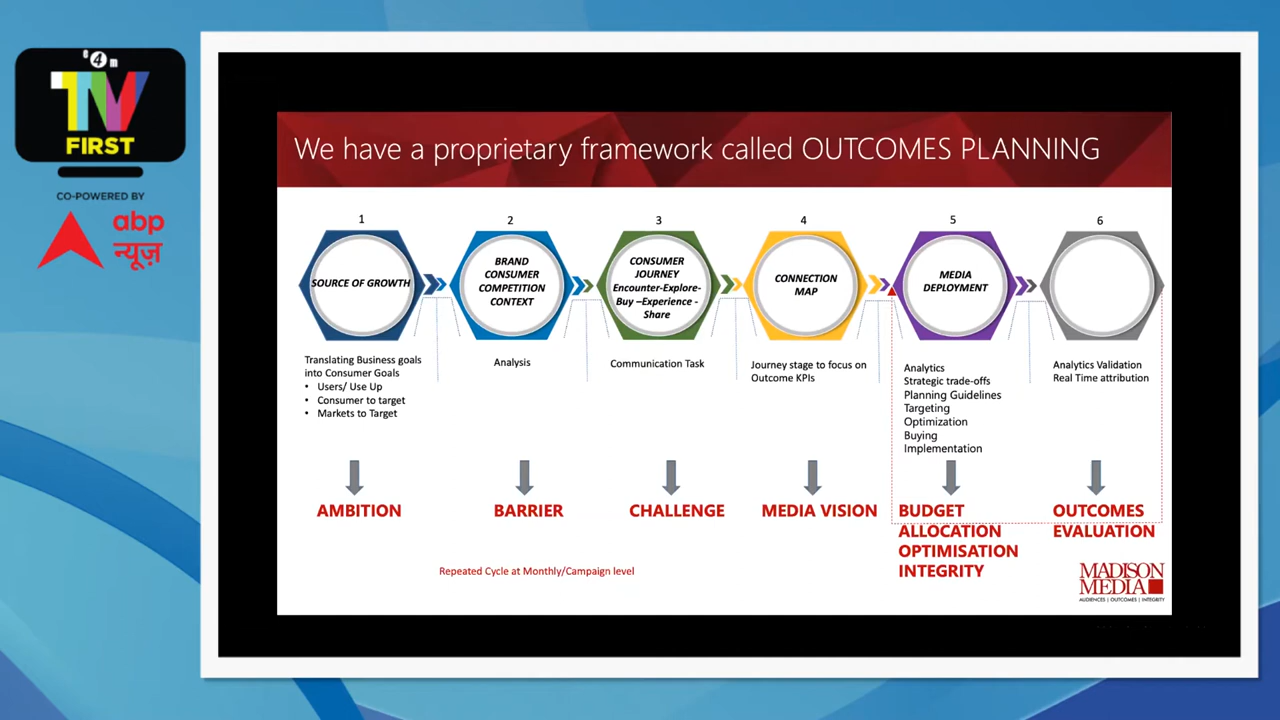 e4m
TV
FIRST
CO-POWERED BY
abp
न्यूज़
We have a proprietary framework called OUTCOMES PLANNING
1
SOURCE OF GROWTH
Translating Business goals
into Consumer Goals
• Users/ Use Up
• Consumer to target
• Markets to Target
AMBITION
2
BRAND
CONSUMER
COMPETITION
CONTEXT
Analysis
BARRIER
3
CONSUMER
JOURNEY
Encounter-Explore-
Buy –Experience -
Share
Communication Task
CHALLENGE
4
CONNECTION
MAP
Journey stage to focus on
Outcome KPIs
MEDIA VISION
5
MEDIA
DEPLOYMENT
Analytics
Strategic trade-offs
Planning Guidelines
Targeting
Optimization
Buying
Implementation
BUDGET
ALLOCATION
OPTIMISATION
INTEGRITY
6
Analytics Validation
Real Time attribution
OUTCOMES
EVALUATION
Repeated Cycle at Monthly/Campaign level
MADISON
MEDIA
AUDIENCES | OUTCOMES | INTEGRITY